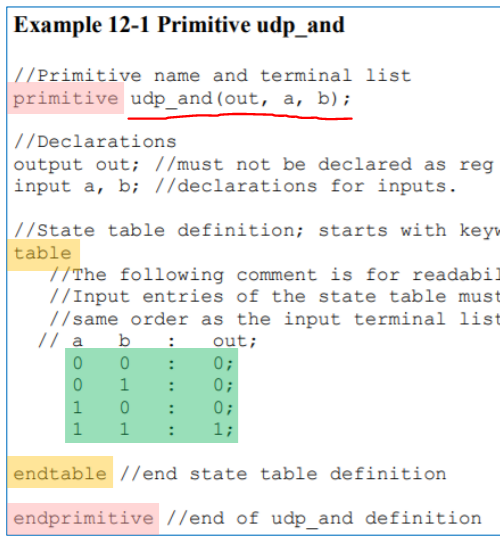 Example 12-1 Primitive udp_and
//Primitive name and terminal list
primitive udp_and(out, a, b);
//Declarations
output out; //must not be declared as reg
input a, b; //declarations for inputs.
//State table definition; starts with
table
//The following comment is for
//Input entries of the state table must
//same order as the input terminal list
// a b : out;
0 0 : 0;
0 1 : 0;
1 0 : 0;
1 1 : 1;
endtable //end state table definition
endprimitive //end of udp_and definition